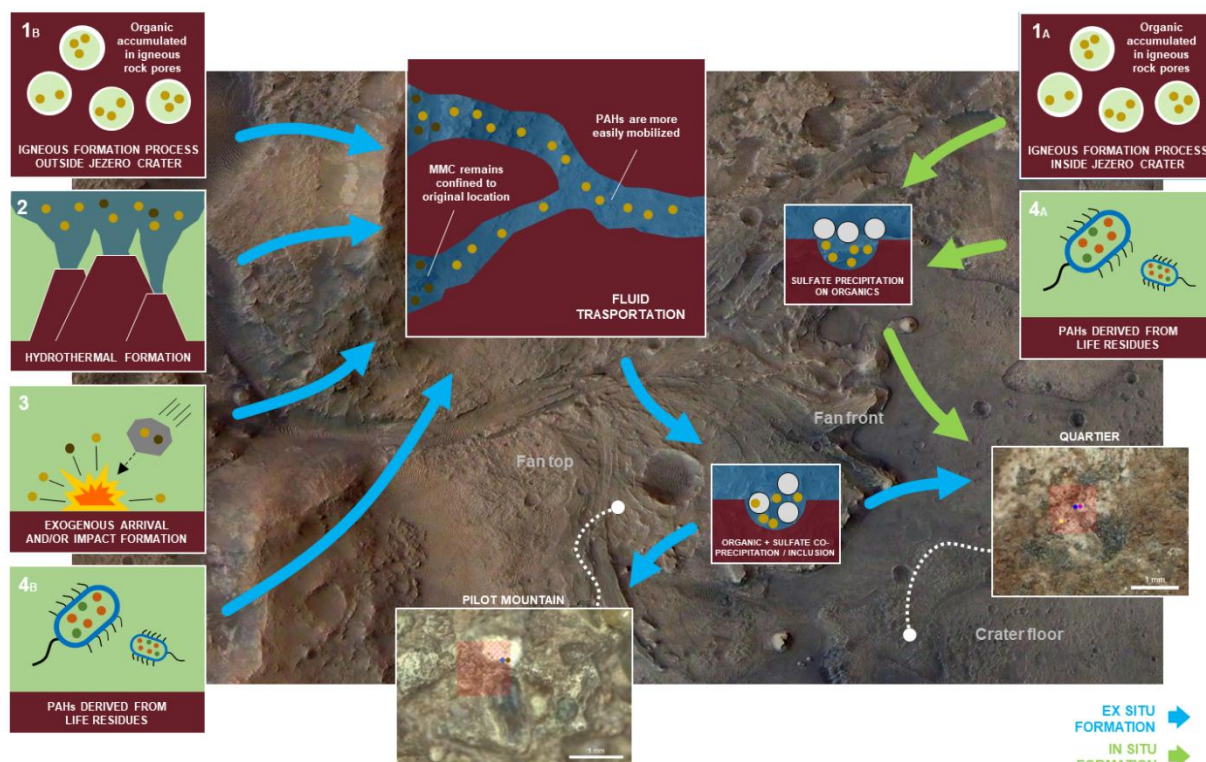 1B
Organic
accumulated
in igneous
rock pores
IGNEOUS FORMATION PROCESS
OUTSIDE JEZERO CRATER
2
HYDROTHERMAL FORMATION
3
EXOGENOUS ARRIVAL
AND/OR IMPACT FORMATION
4B
PAHs DERIVED FROM
LIFE RESIDUES
PAHs are more
easily mobilized
MMC remains
confined to
original location
FLUID
TRASPORTATION
1A
Organic
accumulated
in igneous
rock pores
IGNEOUS FORMATION PROCESS
INSIDE JEZERO CRATER
4A
PAHs DERIVED FROM
LIFE RESIDUES
SULFATE PRECIPITATION
ON ORGANICS
Fan front
Fan top
QUARTIER
1 mm
ORGANIC + SULFATE CO-
PRECIPITATION / INCLUSION
PILOT MOUNTAIN
1 mm
Crater floor
EX SITU
FORMATION
IN SITU
FORMATION